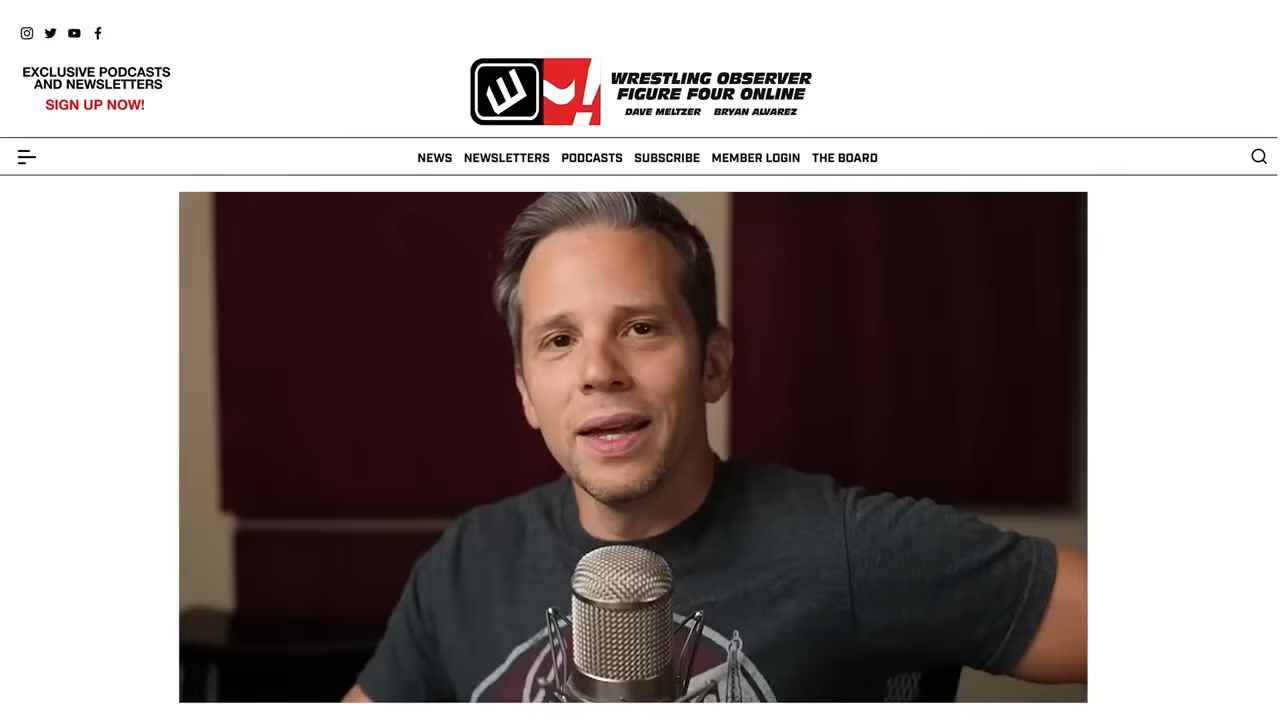 EXCLUSIVE PODCASTS
AND NEWSLETTERS
SIGN UP NOW!
WRESTLING OBSERVER
FIGURE FOUR ONLINE
DAVE MELTZER BRYAN ALVAREZ
NEWS NEWSLETTERS PODCASTS SUBSCRIBE MEMBER LOGIN THE BOARD